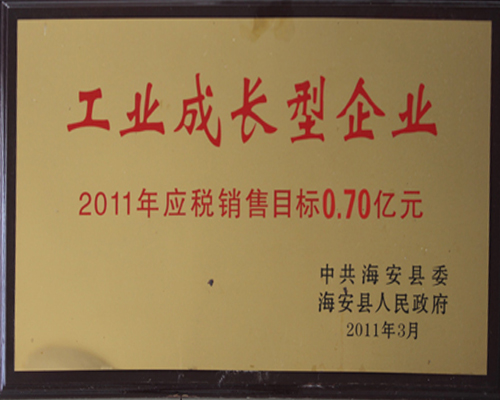 工业成长型企业
2011年应税销售目标0.70亿元
中共海安县委
海安县人民政府
2011年3月